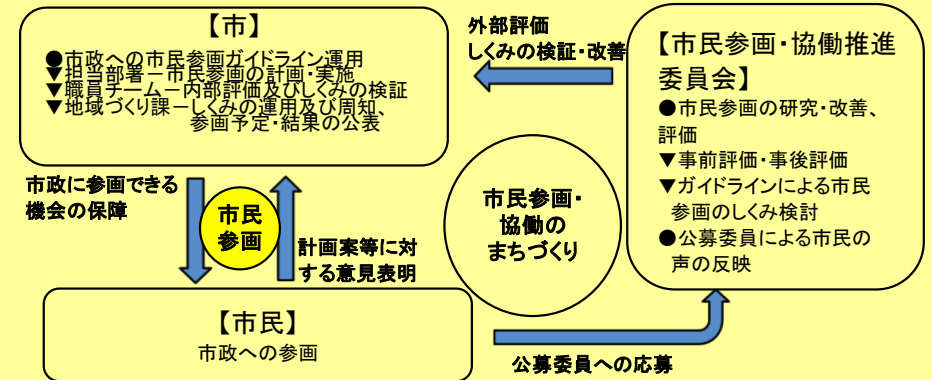 【市】
●市政への市民参画ガイドライン運用
▼担当部署－市民参画の計画・実施
▼職員チーム－内部評価及びしくみの検証
▼地域づくり課－しくみの運用及び周知、
参画予定・結果の公表
外部評価
しくみの検証・改善
【市民参画・協働推進
委員会】
●市民参画の研究・改善、
評価
▼事前評価・事後評価
▼ガイドラインによる市民
参画のしくみ検討
●公募委員による市民の
声の反映
市政に参画できる
機会の保障
市民
参画
計画案等に対
する意見表明
市民参画・
協働の
まちづくり
【市民】
市政への参画
公募委員への応募